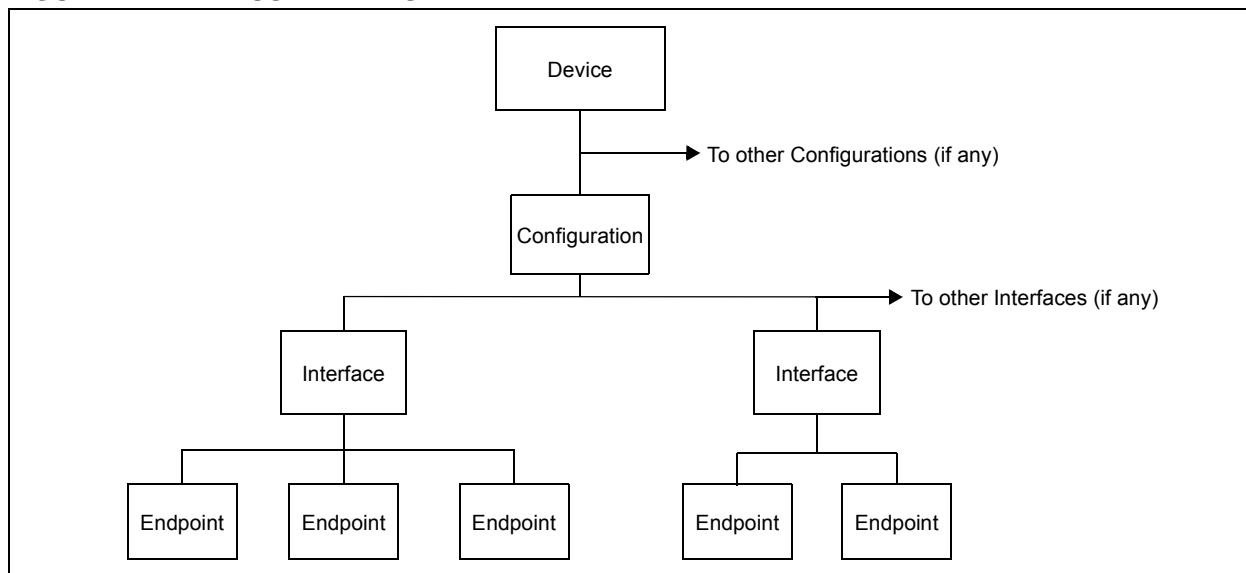 Device
To other Configurations (if any)
Configuration
To other Interfaces (if any)
Interface
Interface
Endpoint
Endpoint
Endpoint
Endpoint
Endpoint